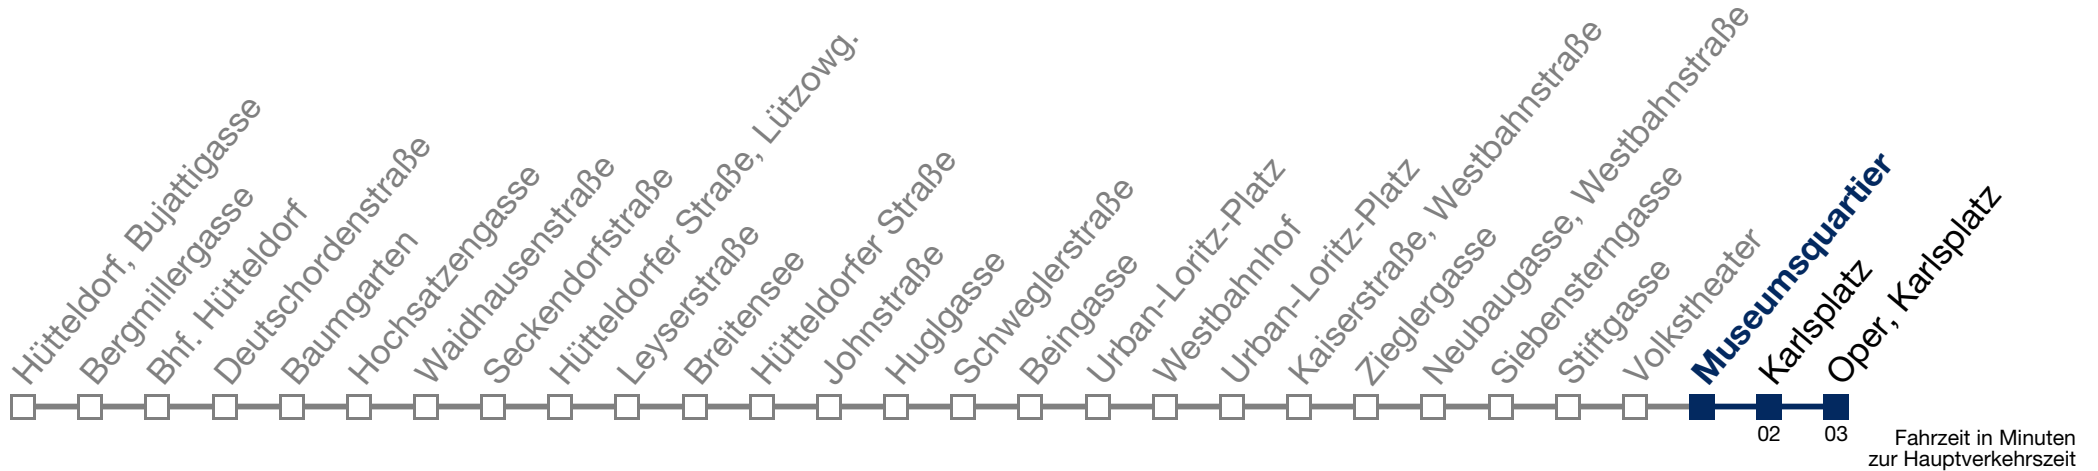 Hütteldorf, Bujattigasse
Bergmillergasse
Bhf. Hütteldorf
Deutschordenstraße
Baumgarten
Hochsatzengasse
Waidhausenstraße
Seckendorfstraße
Hütteldorfer Straße, Lützowg.
Leyserstraße
Breitensee
Hütteldorfer Straße
Johnstraße
Huglgasse
Schweglerstraße
Beingasse
Urban-Loritz-Platz
Westbahnhof
Urban-Loritz-Platz
Kaiserstraße, Westbahnstraße
Zieglergasse
Neubaugasse, Westbahnstraße
Siebensterngasse
Stiftgasse
Volkstheater
Museumsquartier
Karlsplatz
Oper, Karlsplatz
02
03
Fahrzeit in Minuten
zur Hauptverkehrszeit